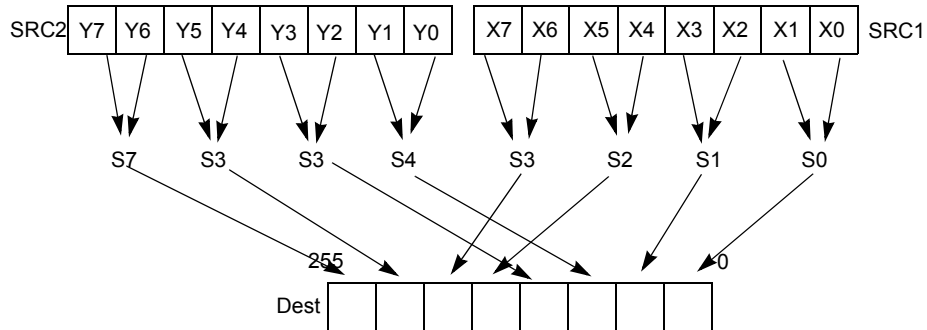 SRC2 Y7 Y6 Y5 Y4 Y3 Y2 Y1 Y0 X7 X6 X5 X4 X3 X2 X1 X0 SRC1
S7 S3 S3 S4 S3 S2 S1 S0
255 0
Dest